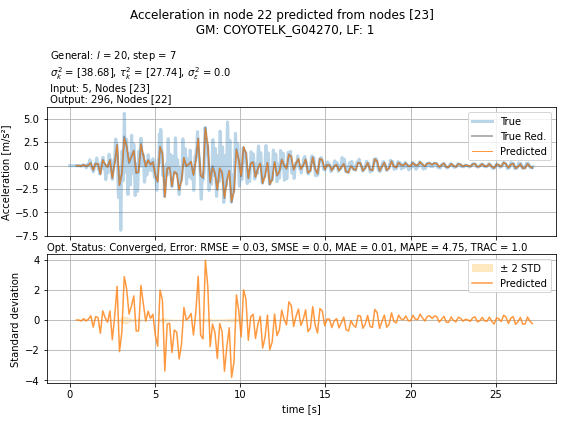 Acceleration in node 22 predicted from nodes [23]
GM: COYOTELK_G04270, LF: 1
General: l = 20, step = 7
σ²ₖ = [38.68], τ²ₖ = [27.74], σ²ε = 0.0
Input: 5, Nodes [23]
Output: 296, Nodes [22]
Acceleration [m/s²]
5.0
2.5
0.0
−2.5
−5.0
−7.5
True
True Red.
Predicted
Opt. Status: Converged, Error: RMSE = 0.03, SMSE = 0.0, MAE = 0.01, MAPE = 4.75, TRAC = 1.0
Standard deviation
4
2
0
−2
−4
± 2 STD
Predicted
0
5
10
15
20
25
time [s]